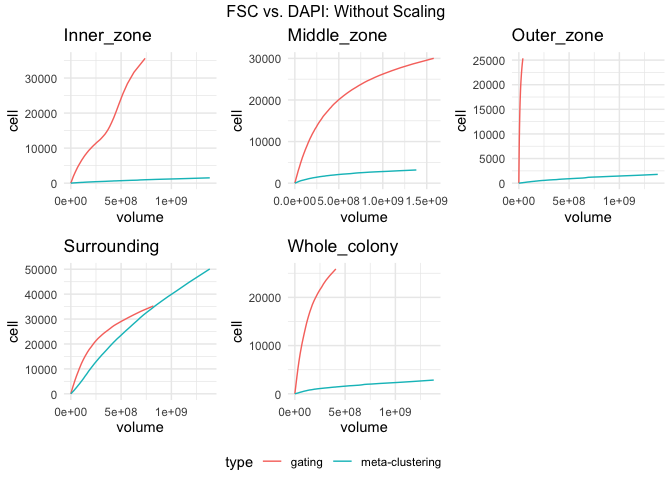 FSC vs. DAPI: Without Scaling
Inner_zone
Middle_zone
Outer_zone
cell
30000
20000
10000
0
0e+00 5e+08 1e+09
volume
cell
30000
20000
10000
0
0.0e+00 5.0e+08 1.0e+09 1.5e+09
volume
cell
25000
20000
15000
10000
5000
0
0e+00 5e+08 1e+09
volume
Surrounding
Whole_colony
cell
50000
40000
30000
20000
10000
0
0e+00 5e+08 1e+09
volume
cell
20000
10000
0
0e+00 5e+08 1e+09
volume
type gating meta-clustering